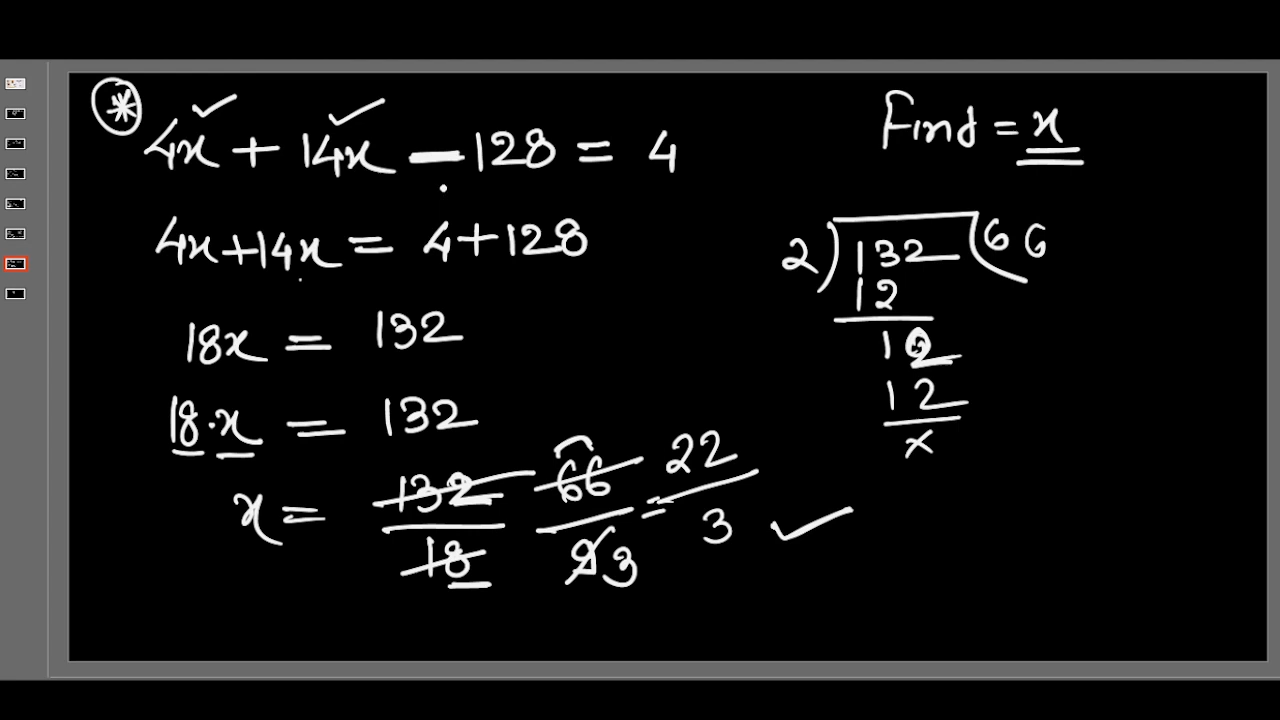 * 4x + 14x - 128 = 4
Find = x
4x+14x = 4+128
18x = 132
18.x = 132
x = 132/18 66/9 3 = 22/3 ✓
2)132(66
12
12
12
x